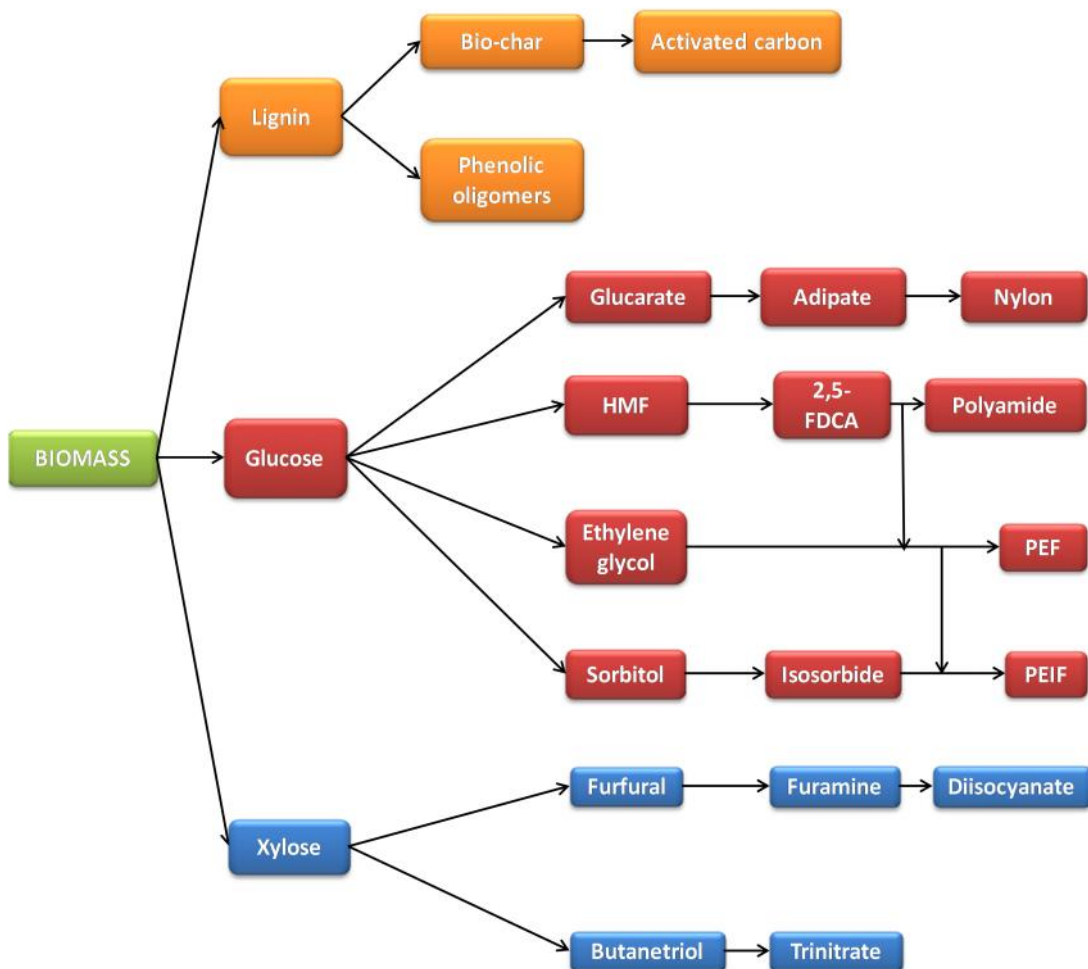 Bio-char
Activated carbon
Lignin
Phenolic
oligomers
Glucarate
Adipate
Nylon
HMF
2,5-
FDCA
Polyamide
BIOMASS
Glucose
Ethylene
glycol
PEF
Sorbitol
Isosorbide
PEIF
Furfural
Furamine
Diisocyanate
Xylose
Butanetriol
Trinitrate